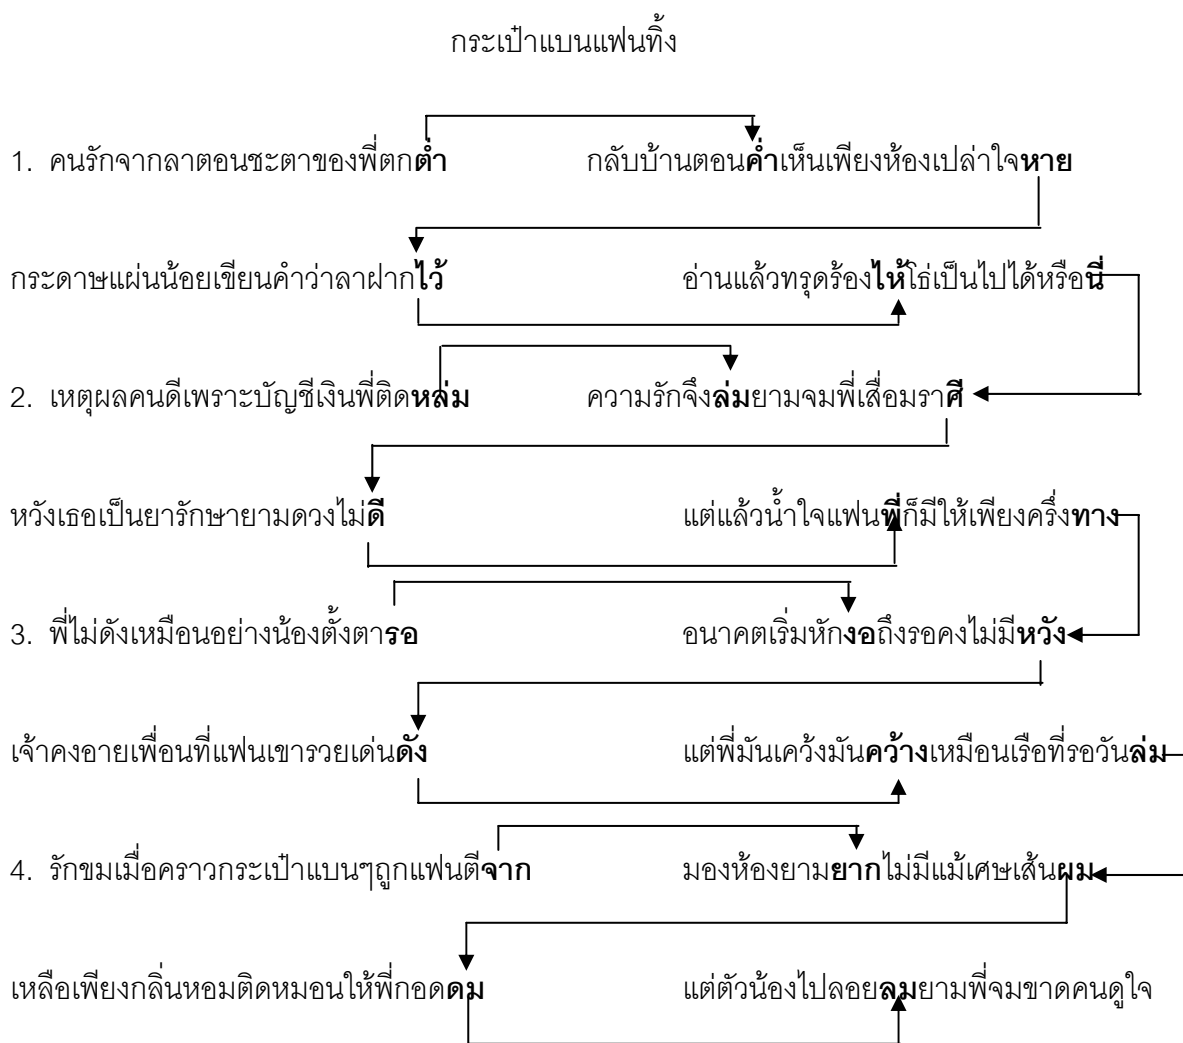 กระเป๋าแบนแฟนทิ้ง
1. คนรักจากลาตอนชะตาของพี่ตกต่ำ กลับบ้านตอนค่ำเห็นเพียงห้องเปล่าใจหาย
กระดาษแผ่นน้อยเขียนคำว่าลาฝากไว้ อ่านแล้วทรุดร้องไห้โธ่เป็นไปได้หรือนี่
2. เหตุผลคนดีเพราะบัญชีเงินพี่ติดหล่ม ความรักจึงล่มยามจมพี่เสื่อมราศี
หวังเธอเป็นยารักษายามดวงไม่ดี แต่แล้วน้ำใจแฟนพี่ก็มีให้เพียงครึ่งทาง
3. พี่ไม่ดังเหมือนอย่างน้องตั้งตารอ อนาคตเริ่มหักงอถึงรอคงไม่มีหวัง
เจ้าคงอายเพื่อนที่แฟนเขารวยเด่นดัง แต่พี่มันเคว้งมันคว้างเหมือนเรือที่รอวันล่ม
4. รักขมเมื่อคราวกระเป๋าแบนๆถูกแฟนตีจาก มองห้องยามยากไม่มีแม้เศษเส้นผม
เหลือเพียงกลิ่นหอมติดหมอนให้พี่กอดดม แต่ตัวน้องไปลอยลมยามพี่จมขาดคนดูใจ